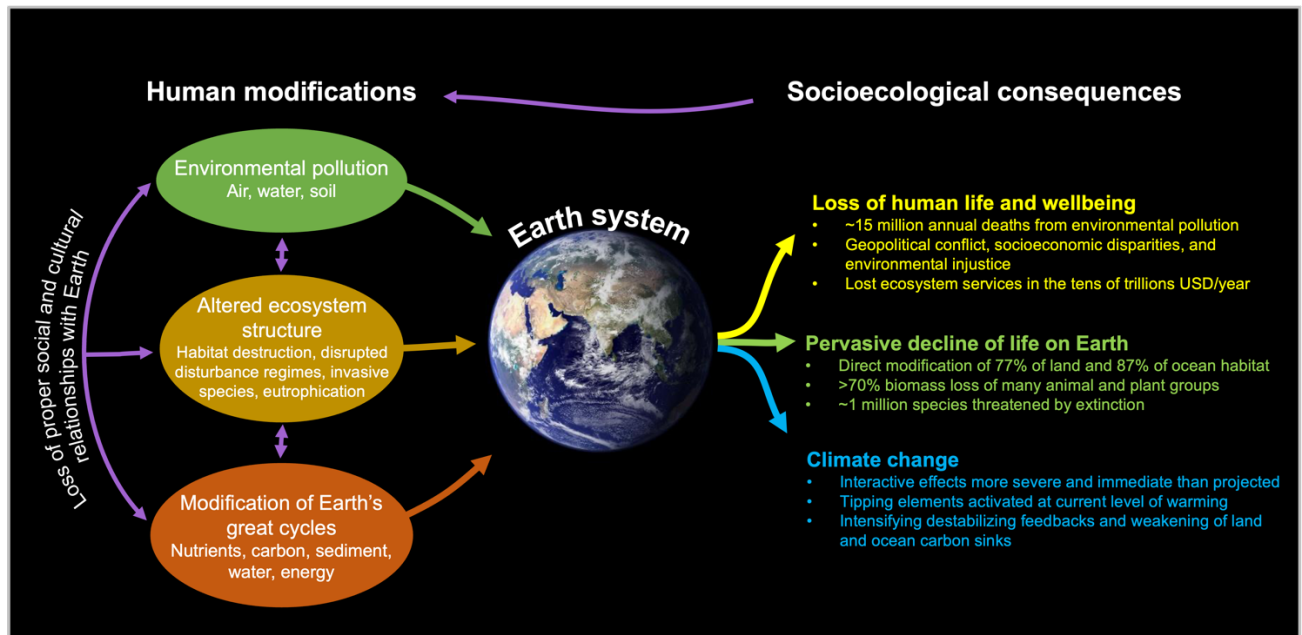 Human modifications
Socioecological consequences
Loss of proper social and cultural
relationships with Earth
Environmental pollution
Air, water, soil
Altered ecosystem
structure
Habitat destruction, disrupted
disturbance regimes, invasive
species, eutrophication
Modification of Earth's
great cycles
Nutrients, carbon, sediment,
water, energy
Earth system
Loss of human life and wellbeing
• ~15 million annual deaths from environmental pollution
• Geopolitical conflict, socioeconomic disparities, and
environmental injustice
• Lost ecosystem services in the tens of trillions USD/year
Pervasive decline of life on Earth
• Direct modification of 77% of land and 87% of ocean habitat
• >70% biomass loss of many animal and plant groups
• ~1 million species threatened by extinction
Climate change
• Interactive effects more severe and immediate than projected
• Tipping elements activated at current level of warming
• Intensifying destabilizing feedbacks and weakening of land
and ocean carbon sinks